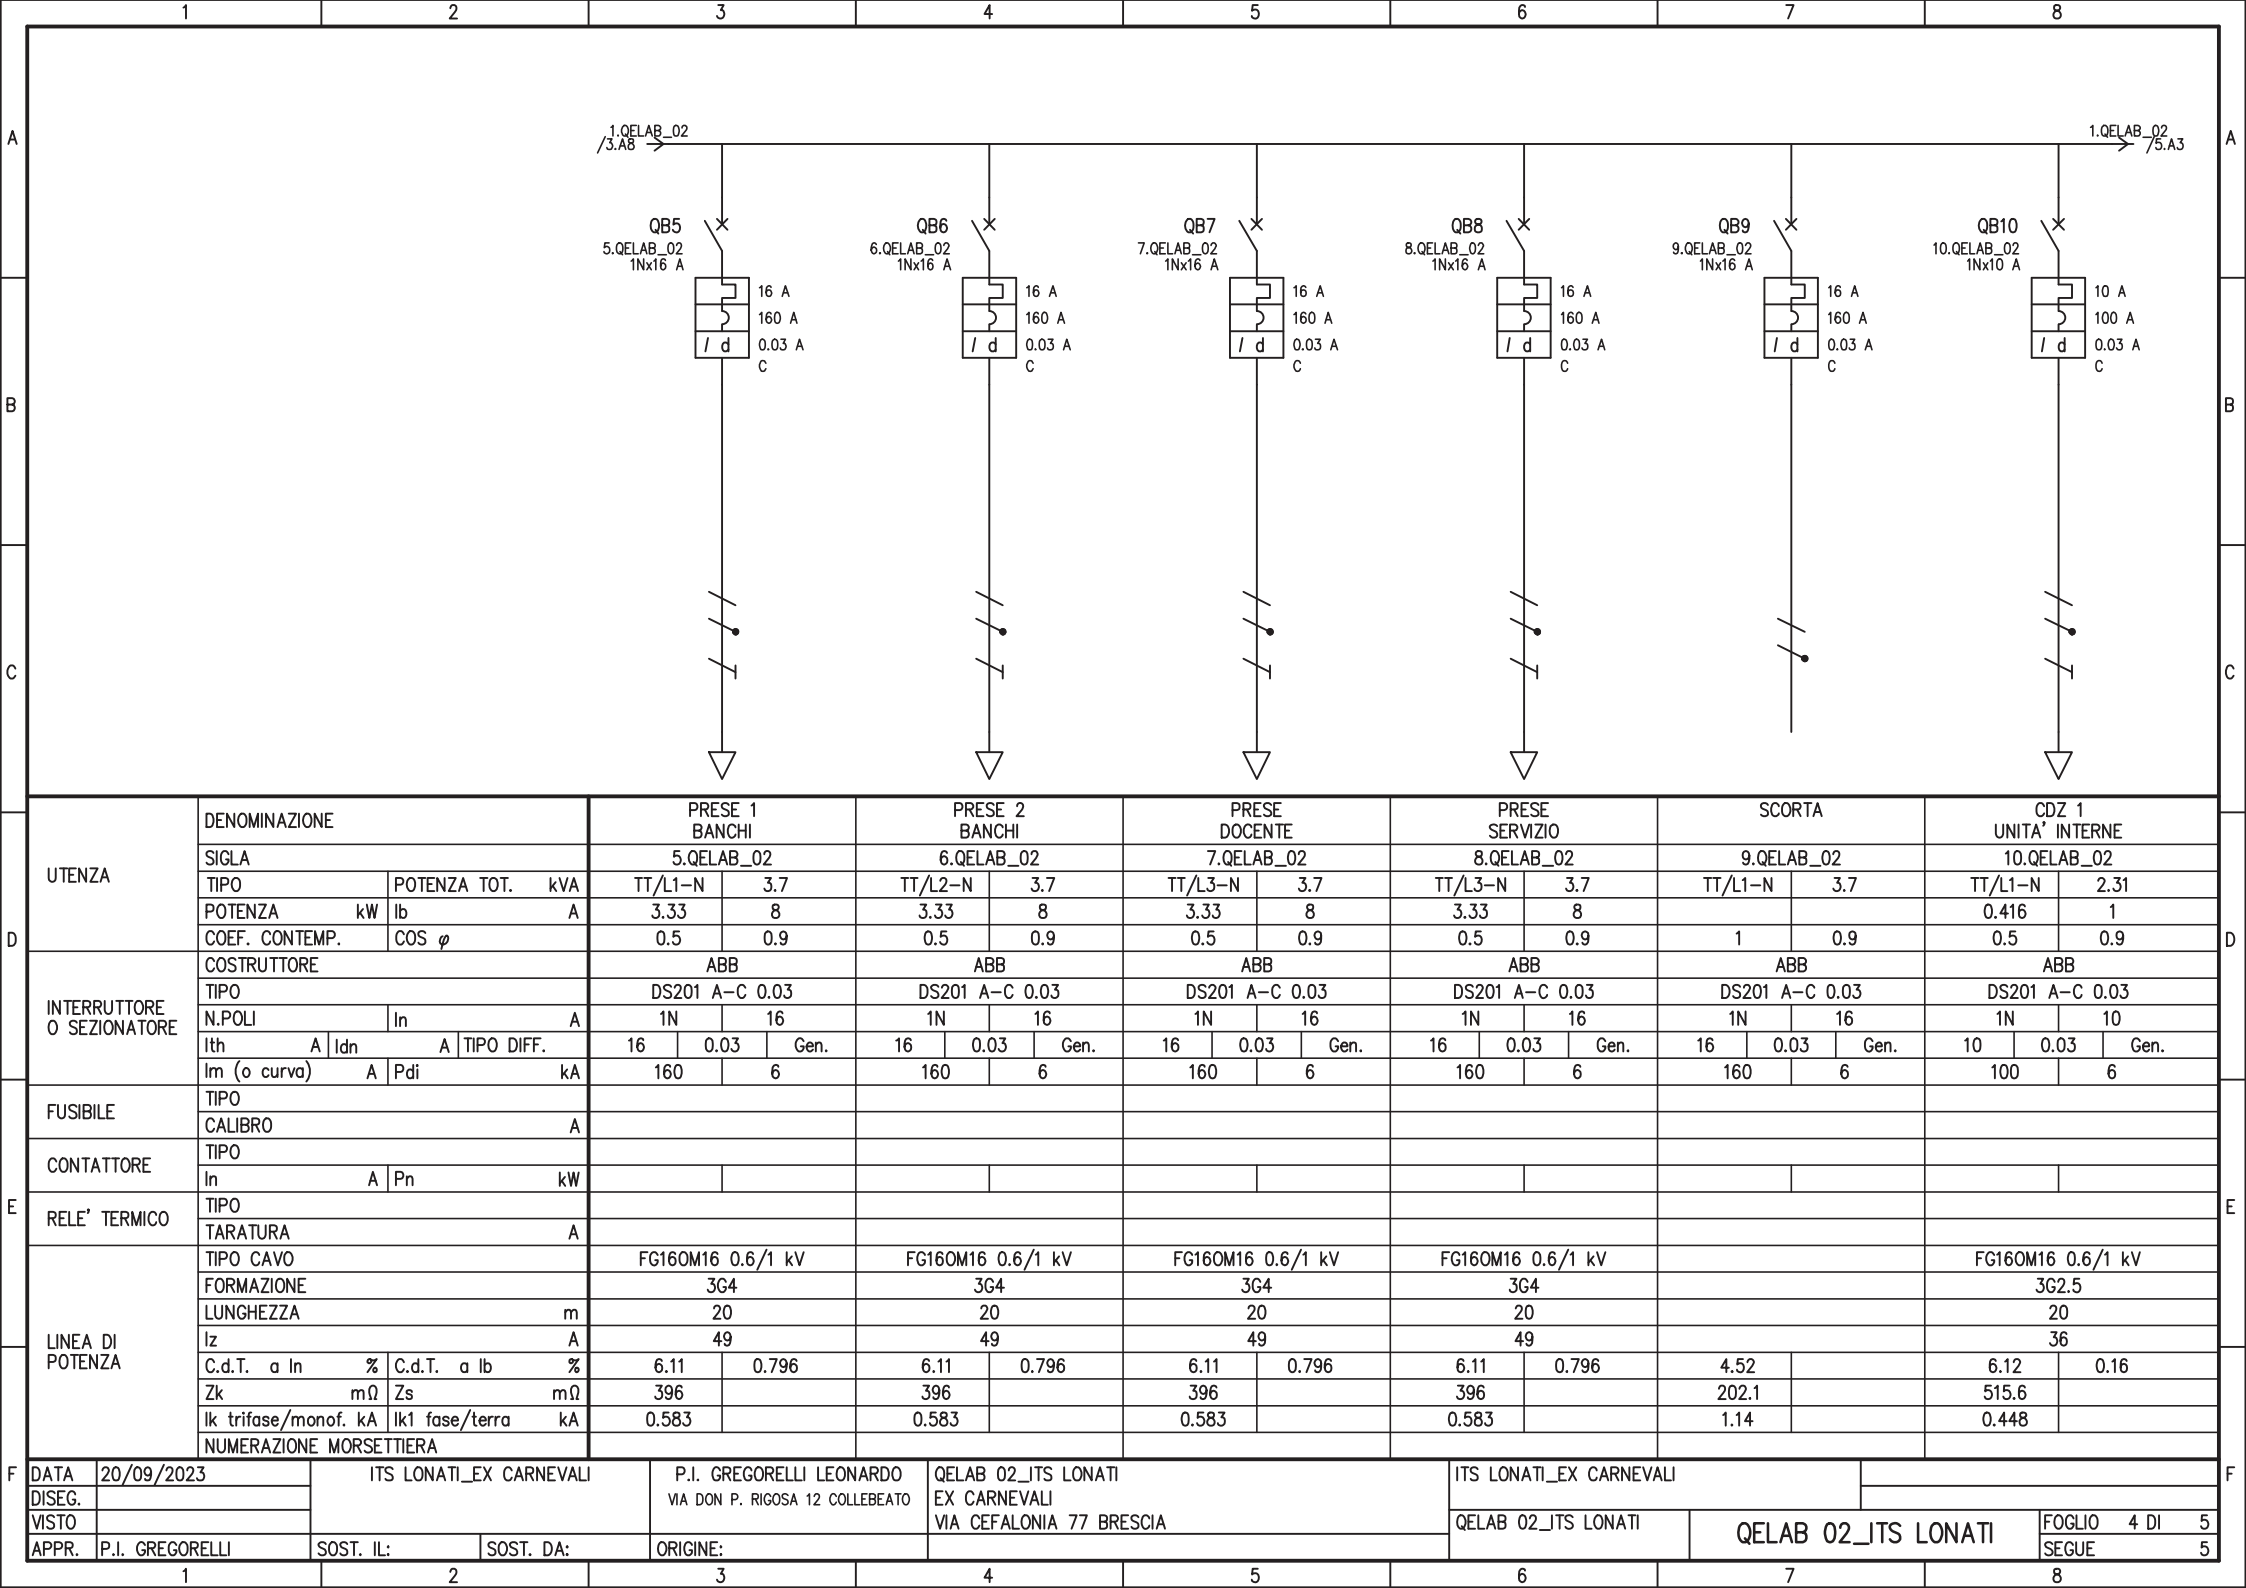 1 2 3 4 5 6 7 8
A A
1.QELAB_02 1.QELAB_02
/3.A8 /5.A3
QB5 QB6 QB7 QB8 QB9 QB10
5.QELAB_02 6.QELAB_02 7.QELAB_02 8.QELAB_02 9.QELAB_02 10.QELAB_02
1Nx16 A 1Nx16 A 1Nx16 A 1Nx16 A 1Nx16 A 1Nx10 A
16 A 16 A 16 A 16 A 16 A 10 A
160 A 160 A 160 A 160 A 160 A 100 A
I d 0.03 A I d 0.03 A I d 0.03 A I d 0.03 A I d 0.03 A I d 0.03 A
C C C C C C
B B
C C
UTENZA
DENOMINAZIONE PRESE 1 PRESE 2 PRESE PRESE SCORTA CDZ 1
BANCHI BANCHI DOCENTE SERVIZIO UNITA' INTERNE
SIGLA 5.QELAB_02 6.QELAB_02 7.QELAB_02 8.QELAB_02 9.QELAB_02 10.QELAB_02
TIPO POTENZA TOT. kVA TT/L1-N 3.7 TT/L2-N 3.7 TT/L3-N 3.7 TT/L3-N 3.7 TT/L1-N 3.7 TT/L1-N 2.31
POTENZA kW Ib A 3.33 8 3.33 8 3.33 8 3.33 8 0.416 1
D COEF. CONTEMP. COS φ 0.5 0.9 0.5 0.9 0.5 0.9 0.5 0.9 1 0.9 0.5 0.9 D
INTERRUTTORE
O SEZIONATORE
COSTRUTTORE ABB ABB ABB ABB ABB ABB
TIPO DS201 A-C 0.03 DS201 A-C 0.03 DS201 A-C 0.03 DS201 A-C 0.03 DS201 A-C 0.03 DS201 A-C 0.03
N.POLI In A 1N 16 1N 16 1N 16 1N 16 1N 16 1N 10
Ith A Idn A TIPO DIFF. 16 0.03 Gen. 16 0.03 Gen. 16 0.03 Gen. 16 0.03 Gen. 16 0.03 Gen. 10 0.03 Gen.
Im (o curva) A Pdi kA 160 6 160 6 160 6 160 6 160 6 100 6
FUSIBILE
TIPO
CALIBRO A
CONTATTORE
TIPO
In A Pn kW
E RELE' TERMICO E
TIPO
TARATURA A
LINEA DI
POTENZA
TIPO CAVO FG16OM16 0.6/1 kV FG16OM16 0.6/1 kV FG16OM16 0.6/1 kV FG16OM16 0.6/1 kV FG16OM16 0.6/1 kV
FORMAZIONE 3G4 3G4 3G4 3G4 3G2.5
LUNGHEZZA m 20 20 20 20 20
Iz A 49 49 49 49 36
C.d.T. a In % C.d.T. a Ib % 6.11 0.796 6.11 0.796 6.11 0.796 6.11 0.796 4.52 6.12 0.16
Zk mΩ Zs mΩ 396 396 396 396 202.1 515.6
Ik trifase/monof. kA Ik1 fase/terra kA 0.583 0.583 0.583 0.583 1.14 0.448
NUMERAZIONE MORSETTIERA
F F
DATA 20/09/2023
DISEG.
VISTO
APPR. P.I. GREGORELLI
ITS LONATI_EX CARNEVALI
SOST. IL: SOST. DA:
P.I. GREGORELLI LEONARDO
VIA DON P. RIGOSA 12 COLLEBEATO
ORIGINE:
QELAB 02_ITS LONATI
EX CARNEVALI
VIA CEFALONIA 77 BRESCIA
ITS LONATI_EX CARNEVALI
QELAB 02_ITS LONATI
QELAB 02_ITS LONATI
FOGLIO 4 DI 5
SEGUE 5
1 2 3 4 5 6 7 8